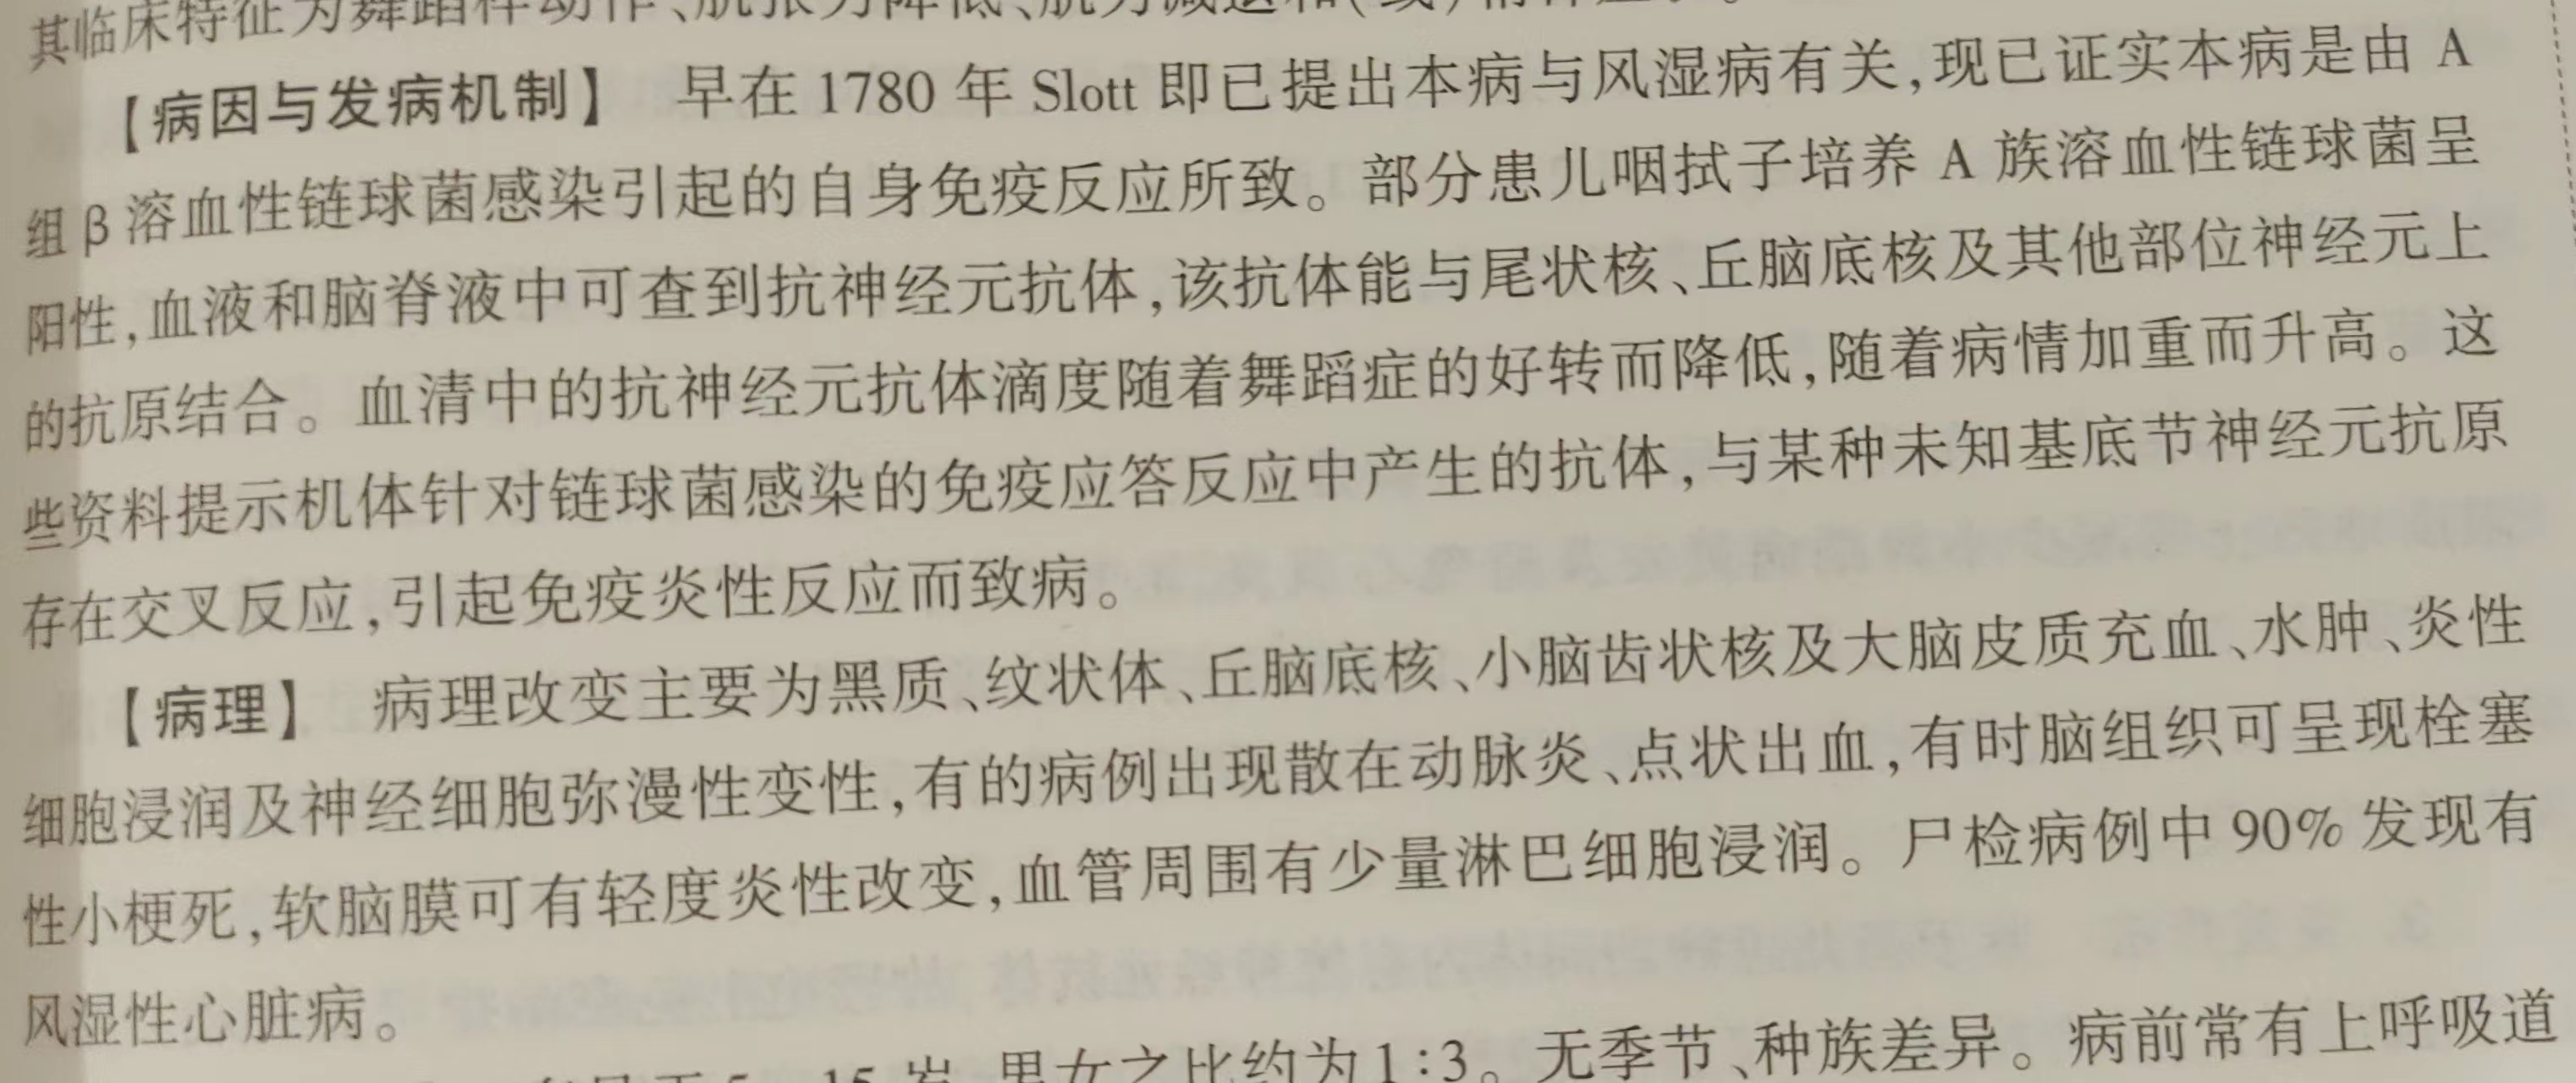 其临床特征为舞蹈样动作、肌张力降低、肌力减退和(或)精神症状。
【病因与发病机制】 早在 1780 年 Slott 即已提出本病与风湿病有关,现已证实本病是由 A
组 β 溶血性链球菌感染引起的自身免疫反应所致。部分患儿咽拭子培养 A 族溶血性链球菌呈
阳性,血液和脑脊液中可查到抗神经元抗体,该抗体能与尾状核、丘脑底核及其他部位神经元上
的抗原结合。血清中的抗神经元抗体滴度随着舞蹈症的好转而降低,随着病情加重而升高。这
些资料提示机体针对链球菌感染的免疫应答反应中产生的抗体,与某种未知基底节神经元抗原
存在交叉反应,引起免疫炎性反应而致病。
【病理】 病理改变主要为黑质、纹状体、丘脑底核、小脑齿状核及大脑皮质充血、水肿、炎性
细胞浸润及神经细胞弥漫性变性,有的病例出现散在动脉炎、点状出血,有时脑组织可呈现栓塞
性小梗死,软脑膜可有轻度炎性改变,血管周围有少量淋巴细胞浸润。尸检病例中 90% 发现有
风湿性心脏病。
15 岁 男女之比约为 1∶3。无季节、种族差异。病前常有上呼吸道